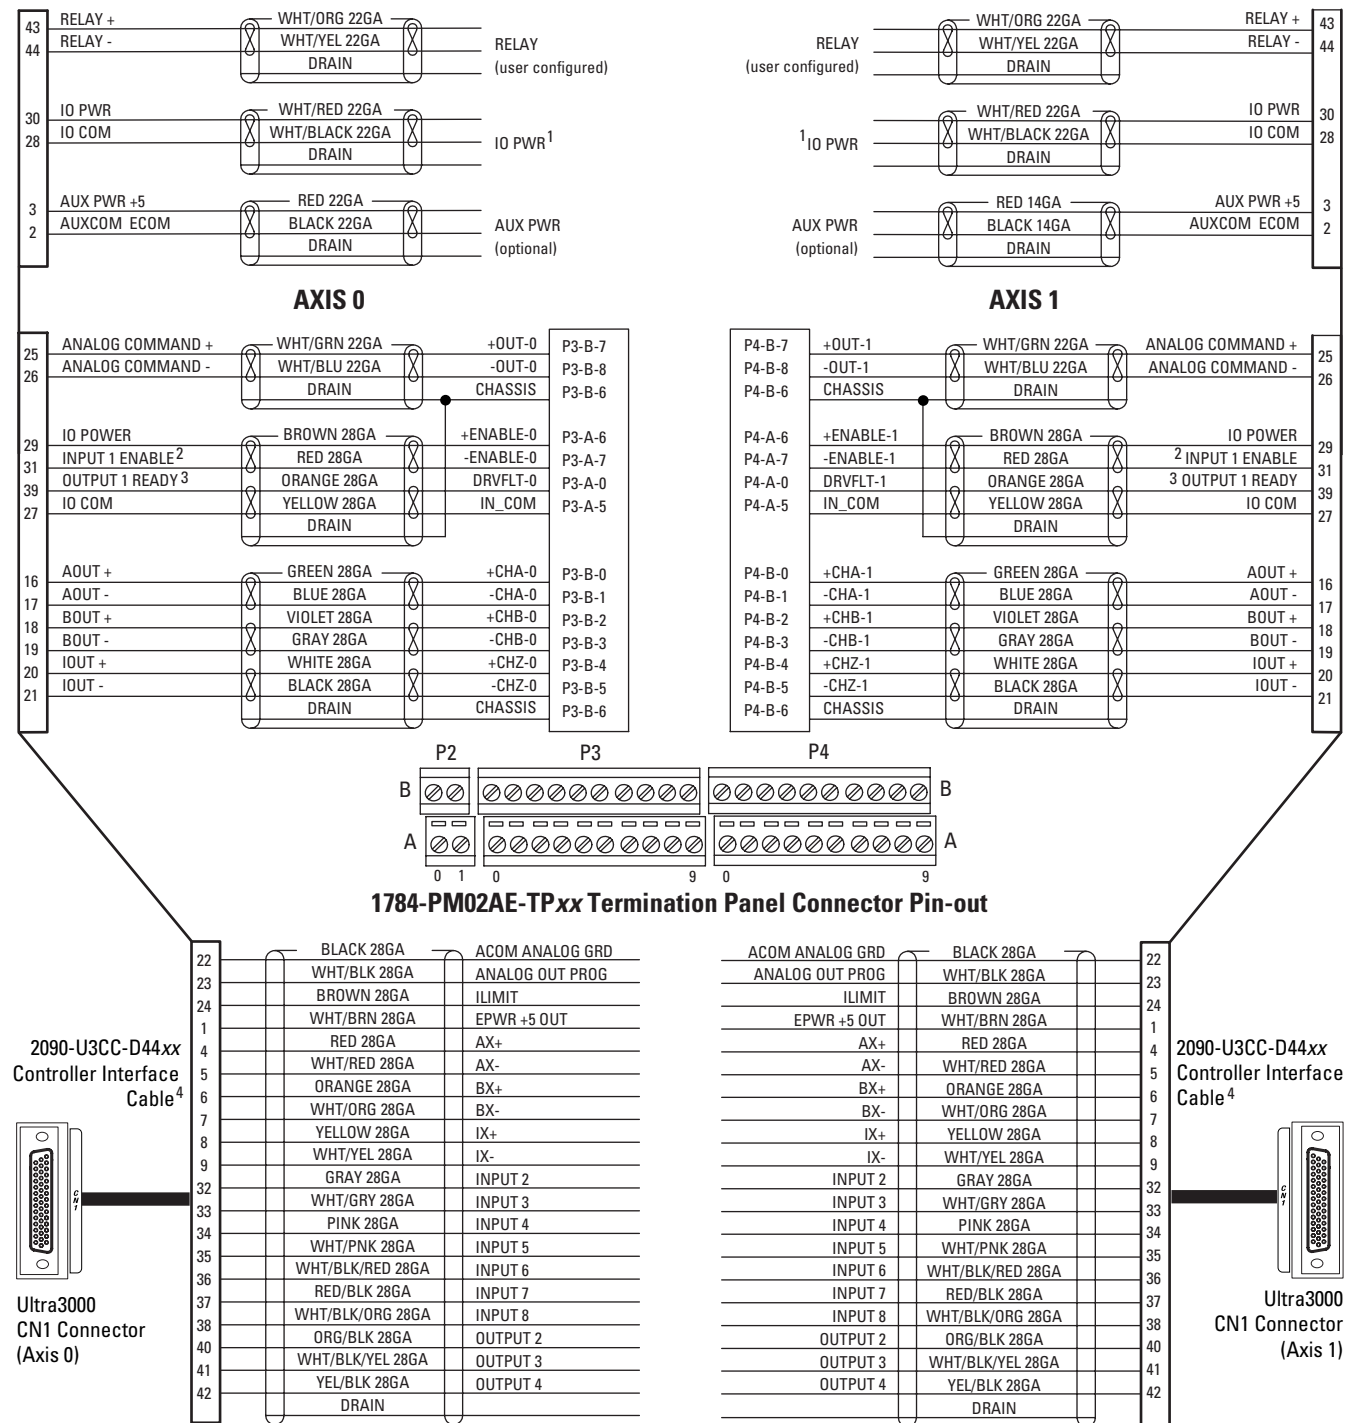 43 RELAY + WHT/ORG 22GA
44 RELAY - WHT/YEL 22GA RELAY
DRAIN (user configured)
30 IO PWR WHT/RED 22GA
28 IO COM WHT/BLACK 22GA IO PWR1
DRAIN
3 AUX PWR +5 RED 22GA
2 AUXCOM ECOM BLACK 22GA AUX PWR
DRAIN (optional)
WHT/ORG 22GA RELAY + 43
RELAY WHT/YEL 22GA RELAY - 44
(user configured) DRAIN
WHT/RED 22GA IO PWR 30
1IO PWR WHT/BLACK 22GA IO COM 28
DRAIN
RED 14GA AUX PWR +5 3
AUX PWR BLACK 14GA AUXCOM ECOM 2
(optional) DRAIN
AXIS 0
AXIS 1
25 ANALOG COMMAND + WHT/GRN 22GA +OUT-0 P3-B-7
26 ANALOG COMMAND - WHT/BLU 22GA -OUT-0 P3-B-8
DRAIN CHASSIS P3-B-6
29 IO POWER BROWN 28GA +ENABLE-0 P3-A-6
31 INPUT 1 ENABLE2 RED 28GA -ENABLE-0 P3-A-7
39 OUTPUT 1 READY3 ORANGE 28GA DRVFLT-0 P3-A-0
27 IO COM YELLOW 28GA IN_COM P3-A-5
DRAIN
16 AOUT + GREEN 28GA +CHA-0 P3-B-0
17 AOUT - BLUE 28GA -CHA-0 P3-B-1
18 BOUT + VIOLET 28GA +CHB-0 P3-B-2
19 BOUT - GRAY 28GA -CHB-0 P3-B-3
20 IOUT + WHITE 28GA +CHZ-0 P3-B-4
21 IOUT - BLACK 28GA -CHZ-0 P3-B-5
DRAIN CHASSIS P3-B-6
P4-B-7 +OUT-1 WHT/GRN 22GA ANALOG COMMAND + 25
P4-B-8 -OUT-1 WHT/BLU 22GA ANALOG COMMAND - 26
P4-B-6 CHASSIS DRAIN
P4-A-6 +ENABLE-1 BROWN 28GA IO POWER 29
P4-A-7 -ENABLE-1 RED 28GA 2 INPUT 1 ENABLE 31
P4-A-0 DRVFLT-1 ORANGE 28GA 3 OUTPUT 1 READY 39
P4-A-5 IN_COM YELLOW 28GA IO COM 27
DRAIN
P4-B-0 +CHA-1 GREEN 28GA AOUT + 16
P4-B-1 -CHA-1 BLUE 28GA AOUT - 17
P4-B-2 +CHB-1 VIOLET 28GA BOUT + 18
P4-B-3 -CHB-1 GRAY 28GA BOUT - 19
P4-B-4 +CHZ-1 WHITE 28GA IOUT + 20
P4-B-5 -CHZ-1 BLACK 28GA IOUT - 21
P4-B-6 CHASSIS DRAIN
P2 P3 P4
B B
A A
0 1 0 9 0 9
1784-PM02AE-TPxx Termination Panel Connector Pin-out
22 BLACK 28GA ACOM ANALOG GRD
23 WHT/BLK 28GA ANALOG OUT PROG
24 BROWN 28GA ILIMIT
1 WHT/BRN 28GA EPWR +5 OUT
4 RED 28GA AX+
5 WHT/RED 28GA AX-
6 ORANGE 28GA BX+
7 WHT/ORG 28GA BX-
8 YELLOW 28GA IX+
9 WHT/YEL 28GA IX-
32 GRAY 28GA INPUT 2
33 WHT/GRY 28GA INPUT 3
34 PINK 28GA INPUT 4
35 WHT/PNK 28GA INPUT 5
36 WHT/BLK/RED 28GA INPUT 6
37 RED/BLK 28GA INPUT 7
38 WHT/BLK/ORG 28GA INPUT 8
40 ORG/BLK 28GA OUTPUT 2
41 WHT/BLK/YEL 28GA OUTPUT 3
42 YEL/BLK 28GA OUTPUT 4
DRAIN
2090-U3CC-D44xx
Controller Interface
Cable4
CN1
Ultra3000
CN1 Connector
(Axis 0)
ACOM ANALOG GRD BLACK 28GA 22
ANALOG OUT PROG WHT/BLK 28GA 23
ILIMIT BROWN 28GA 24
EPWR +5 OUT WHT/BRN 28GA 1
AX+ RED 28GA 4
AX- WHT/RED 28GA 5
BX+ ORANGE 28GA 6
BX- WHT/ORG 28GA 7
IX+ YELLOW 28GA 8
IX- WHT/YEL 28GA 9
INPUT 2 GRAY 28GA 32
INPUT 3 WHT/GRY 28GA 33
INPUT 4 PINK 28GA 34
INPUT 5 WHT/PNK 28GA 35
INPUT 6 WHT/BLK/RED 28GA 36
INPUT 7 RED/BLK 28GA 37
INPUT 8 WHT/BLK/ORG 28GA 38
OUTPUT 2 ORG/BLK 28GA 40
OUTPUT 3 WHT/BLK/YEL 28GA 41
OUTPUT 4 YEL/BLK 28GA 42
DRAIN
2090-U3CC-D44xx
Controller Interface
Cable4
CN1
Ultra3000
CN1 Connector
(Axis 1)